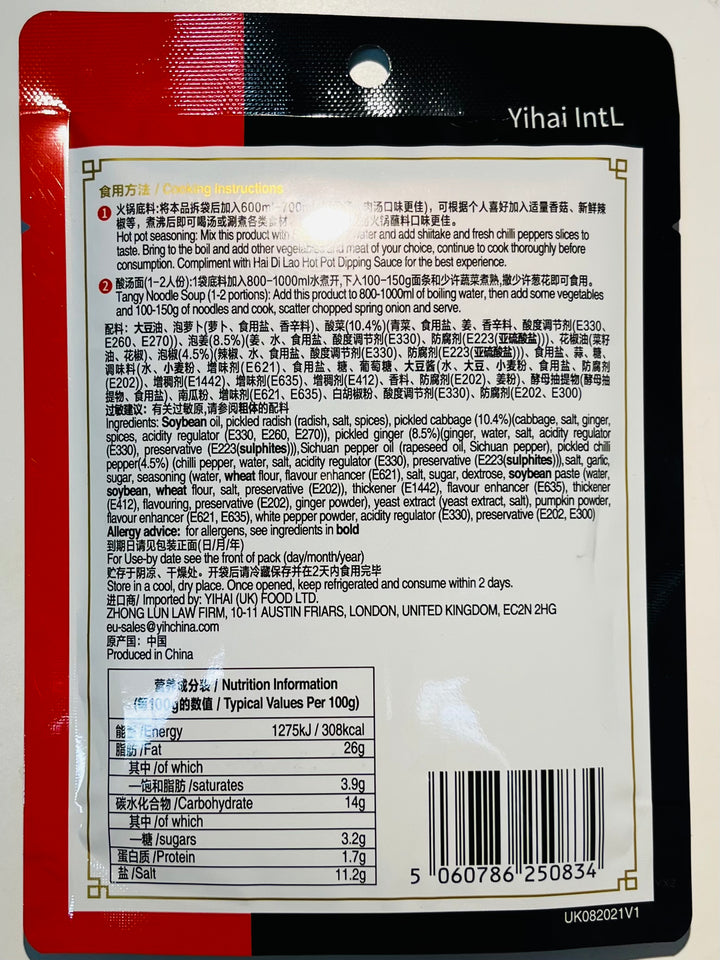 Yihai IntL
食用方法 / Cooking Instructions
1 火锅底料:将本品拆袋后加入600m 肉汤口味更佳)，可根据个人喜好加入适量香菇、新鲜辣
椒等，煮沸后即可喝汤或涮煮各类食材 火锅蘸料口味更佳。
Hot pot seasoning: Mix this product with and add shiitake and fresh chilli peppers slices to
taste. Bring to the boil and add other vegetables and meat of your choice, continue to cook thoroughly before
consumption. Compliment with Hai Di Lao Hot Pot Dipping Sauce for the best experience.
2 酸汤面(1-2人份):1袋底料加入800-1000ml水煮开,下入100-150g面条和少许蔬菜煮熟,撒少许葱花即可食用。
Tangy Noodle Soup (1-2 portions): Add this product to 800-1000ml of boiling water, then add some vegetables
and 100-150g of noodles and cook, scatter chopped spring onion and serve.
配料：大豆油、泡萝卜(萝卜、食用盐、香辛料)、酸菜(10.4%)(青菜、食用盐、姜、香辛料、酸度调节剂(E330、
E260、E270))、泡姜(8.5%)(姜、水、食用盐、酸度调节剂(E330)、防腐剂(E223(亚硫酸盐)))、花椒油(菜籽
油、花椒)、泡椒(4.5%)(辣椒、水、食用盐、酸度调节剂(E330)、防腐剂(E223(亚硫酸盐)))、食用盐、蒜、糖、
调味料(水、小麦粉、增味剂(E621)、食用盐、糖、葡萄糖、大豆酱(水、大豆、小麦粉、食用盐、防腐剂
(E202))、增稠剂(E1442)、增味剂(E635)、增稠剂(E412)、香料、防腐剂(E202)、姜粉)、酵母抽提物(酵母抽
提物、食用盐)、南瓜粉、增味剂(E621、E635)、白胡椒粉、酸度调节剂(E330)、防腐剂(E202、E300)
过敏建议：有关过敏原,请参阅粗体的配料
Ingredients: Soybean oil, pickled radish (radish, salt, spices), pickled cabbage (10.4%)(cabbage, salt, ginger,
spices, acidity regulator (E330, E260, E270)), pickled ginger (8.5%)(ginger, water, salt, acidity regulator
(E330), preservative (E223(sulphites))),Sichuan pepper oil (rapeseed oil, Sichuan pepper), pickled chilli
pepper(4.5%) (chilli pepper, water, salt, acidity regulator (E330), preservative (E223(sulphites))),salt, garlic,
sugar, seasoning (water, wheat flour, flavour enhancer (E621), salt, sugar, dextrose, soybean paste (water,
soybean, wheat flour, salt, preservative (E202)), thickener (E1442), flavour enhancer (E635), thickener
(E412), flavouring, preservative (E202), ginger powder), yeast extract (yeast extract, salt), pumpkin powder,
flavour enhancer (E621, E635), white pepper powder, acidity regulator (E330), preservative (E202, E300)
Allergy advice: for allergens, see ingredients in bold
到期日请见包装正面(日/月/年)
For Use-by date see the front of pack (day/month/year)
贮存于阴凉、干燥处。开袋后请冷藏保存并在2天内食用完毕
Store in a cool, dry place. Once opened, keep refrigerated and consume within 2 days.
进口商/ Imported by: YIHAI (UK) FOOD LTD.
ZHONG LUN LAW FIRM, 10-11 AUSTIN FRIARS, LONDON, UNITED KINGDOM, EC2N 2HG
eu-sales@yihchina.com
原产国：中国
Produced in China
营养成分表 / Nutrition Information
(每100g的数值 / Typical Values Per 100g)
能量 /Energy 1275kJ / 308kcal
脂肪 /Fat 26g
其中 /of which
—饱和脂肪 /saturates 3.9g
碳水化合物 /Carbohydrate 14g
其中 /of which
—糖 /sugars 3.2g
蛋白质 /Protein 1.7g
盐 /Salt 11.2g
5 060786 250834
UK082021V1